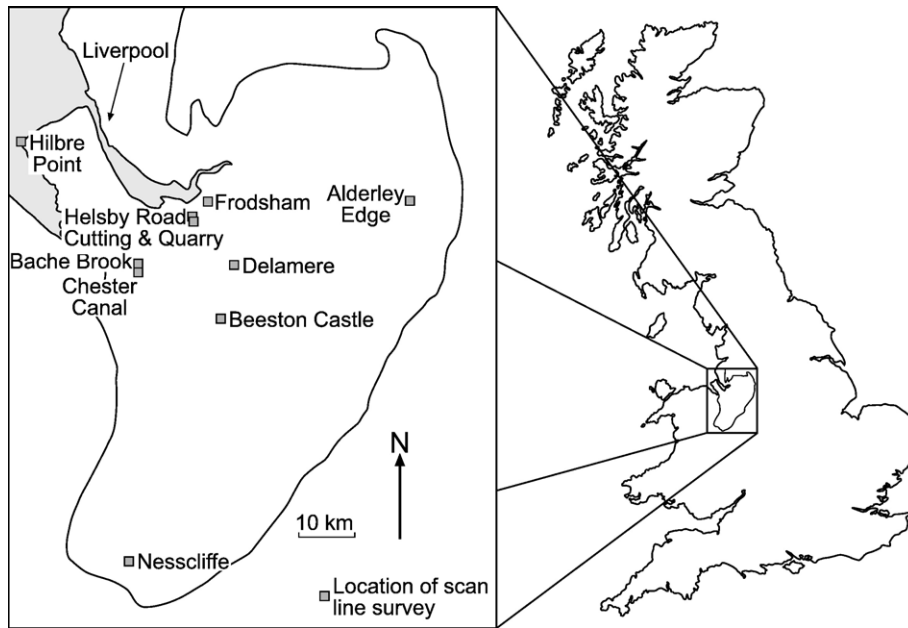 Liverpool
Hilbre
Point
Frodsham
Alderley
Edge
Helsby Road
Cutting & Quarry
Bache Brook
Delamere
Chester
Canal
Beeston Castle
N
10 km
Nesscliffe
Location of scan
line survey